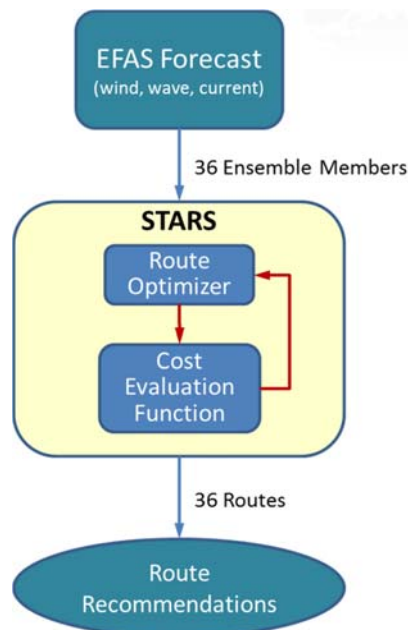 EFAS Forecast
(wind, wave, current)
36 Ensemble Members
STARS
Route
Optimizer
Cost
Evaluation
Function
36 Routes
Route
Recommendations